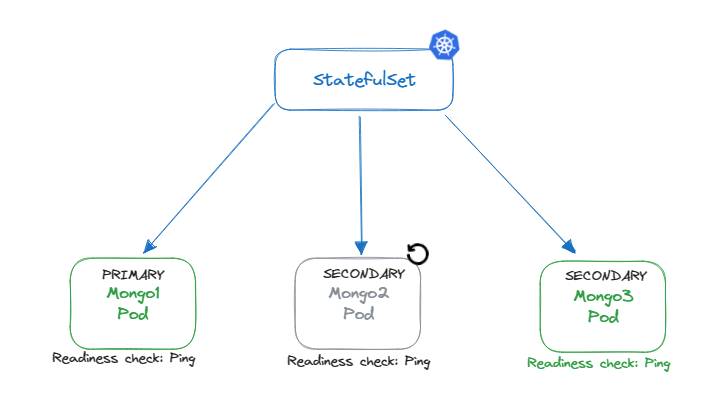 StatefulSet
PRIMARY
Mongo1
Pod
Readiness check: Ping
SECONDARY
Mongo2
Pod
Readiness check: Ping
SECONDARY
Mongo3
Pod
Readiness check: Ping